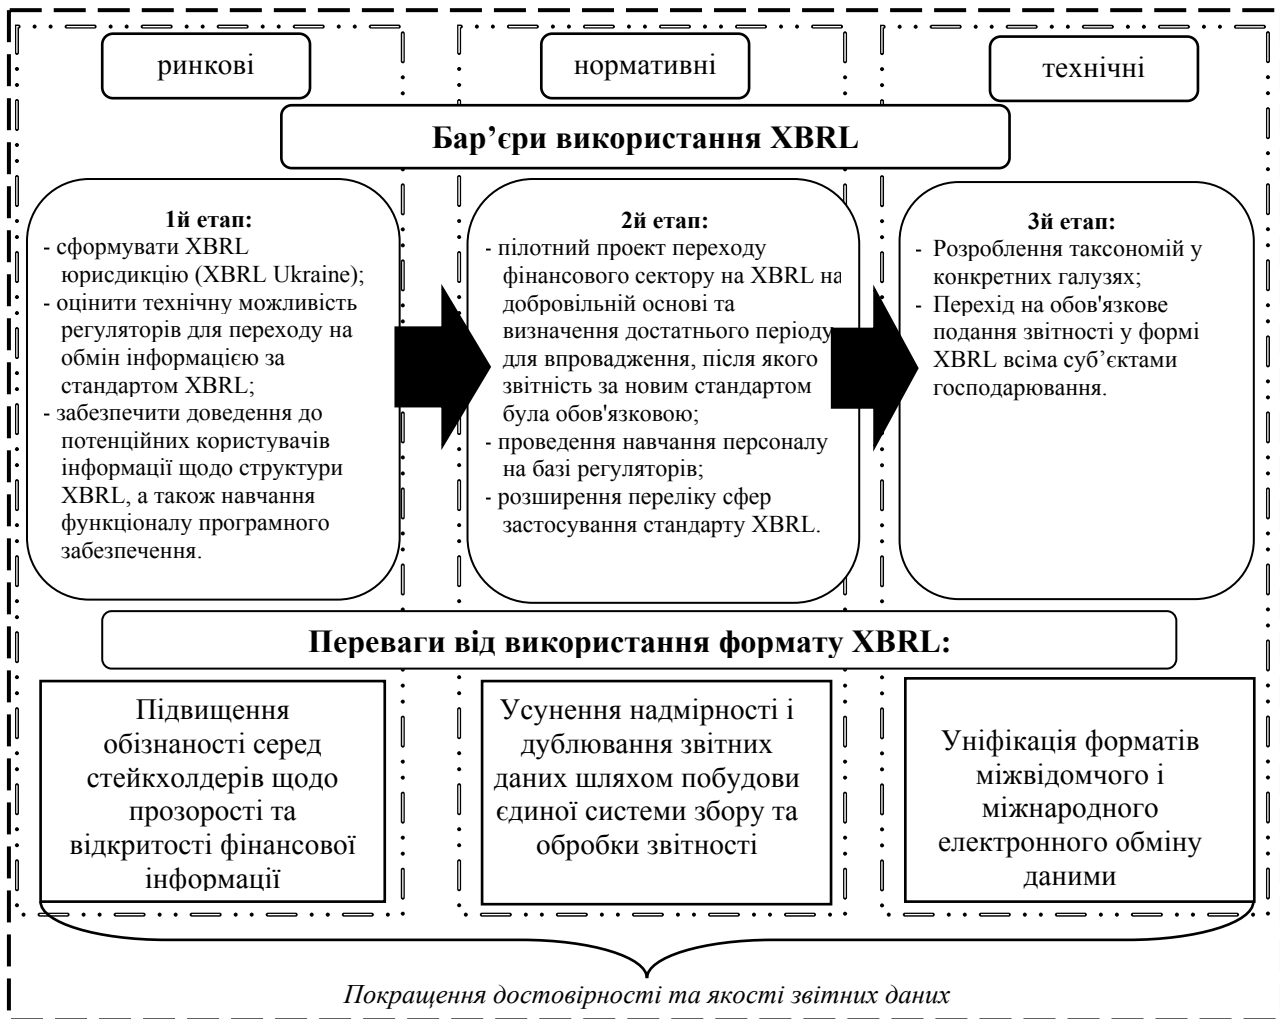 ринкові
нормативні
технічні
Бар’єри використання XBRL
1й етап:
- сформувати XBRL
юрисдикцію (XBRL Ukraine);
- оцінити технічну можливість
регуляторів для переходу на
обмін інформацією за
стандартом XBRL;
- забезпечити доведення до
потенційних користувачів
інформації щодо структури
XBRL, а також навчання
функціоналу програмного
забезпечення.
2й етап:
- пілотний проект переходу
фінансового сектору на XBRL на
добровільній основі та
визначення достатнього періоду
для впровадження, після якого
звітність за новим стандартом
була обов'язковою;
- проведення навчання персоналу
на базі регуляторів;
- розширення переліку сфер
застосування стандарту XBRL.
3й етап:
- Розроблення таксономій у
конкретних галузях;
- Перехід на обов'язкове
подання звітності у формі
XBRL всіма суб’єктами
господарювання.
Переваги від використання формату XBRL:
Підвищення
обізнаності серед
стейкхолдерів щодо
прозорості та
відкритості фінансової
інформації
Усунення надмірності і
дублювання звітних
даних шляхом побудови
єдиної системи збору та
обробки звітності
Уніфікація форматів
міжвідомчого і
міжнародного
електронного обміну
даними
Покращення достовірності та якості звітних даних